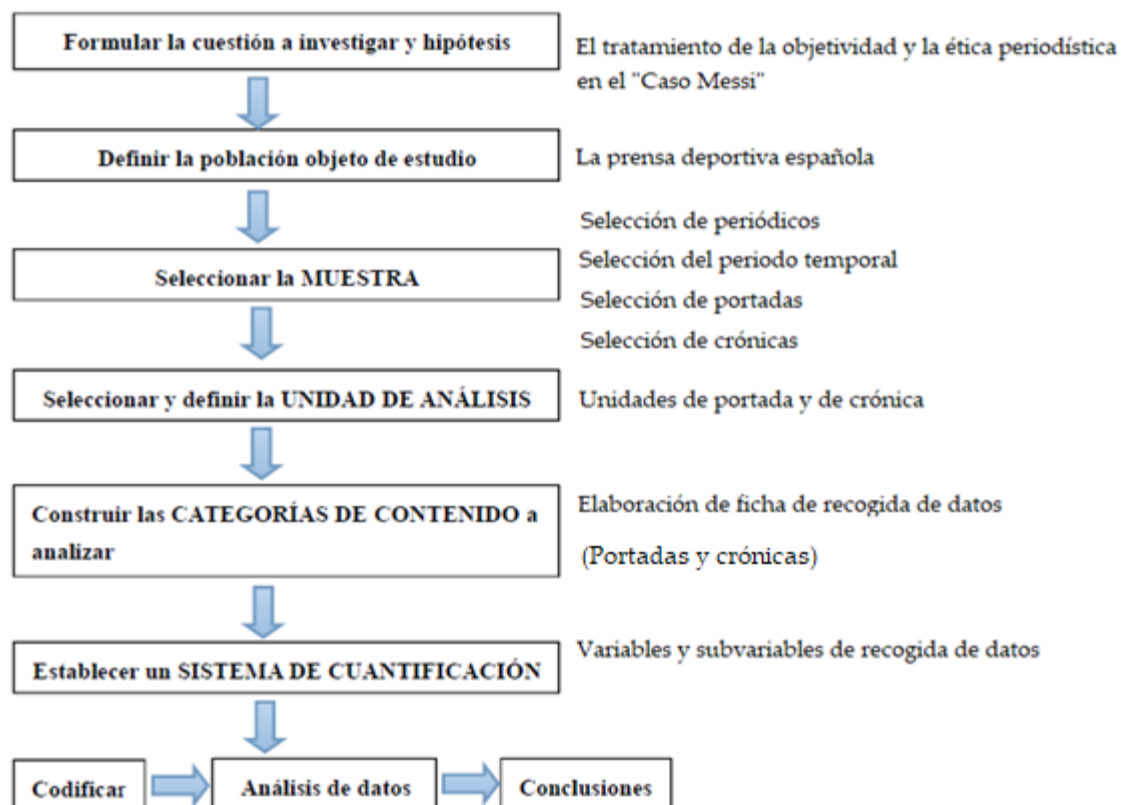 Formular la cuestión a investigar y hipótesis
El tratamiento de la objetividad y la ética periodística
en el "Caso Messi"
Definir la población objeto de estudio
La prensa deportiva española
Seleccionar la MUESTRA
Selección de periódicos
Selección del periodo temporal
Selección de portadas
Selección de crónicas
Seleccionar y definir la UNIDAD DE ANÁLISIS
Unidades de portada y de crónica
Construir las CATEGORÍAS DE CONTENIDO a
analizar
Elaboración de ficha de recogida de datos
(Portadas y crónicas)
Establecer un SISTEMA DE CUANTIFICACIÓN
Variables y subvariables de recogida de datos
Codificar
Análisis de datos
Conclusiones